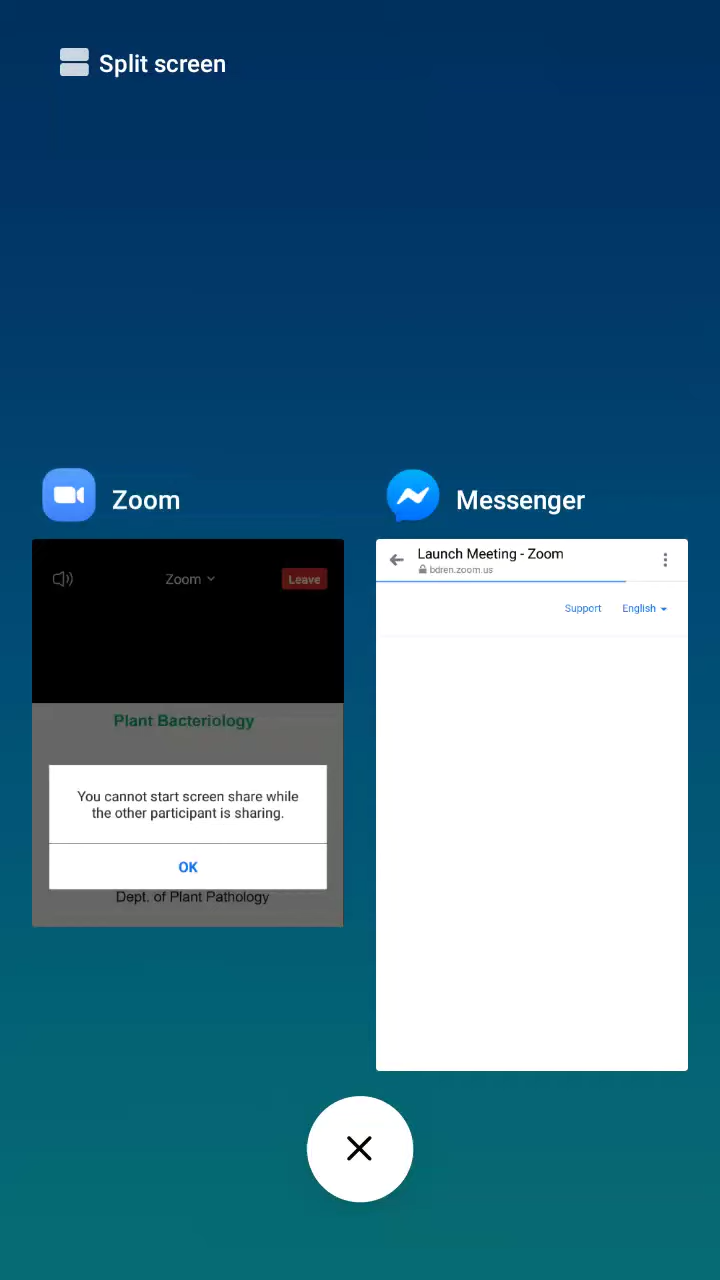 Split screen
Zoom
Messenger
Zoom
Leave
Plant Bacteriology
You cannot start screen share while
the other participant is sharing.
OK
Dept. of Plant Pathology
Launch Meeting - Zoom
bdren.zoom.us
Support English